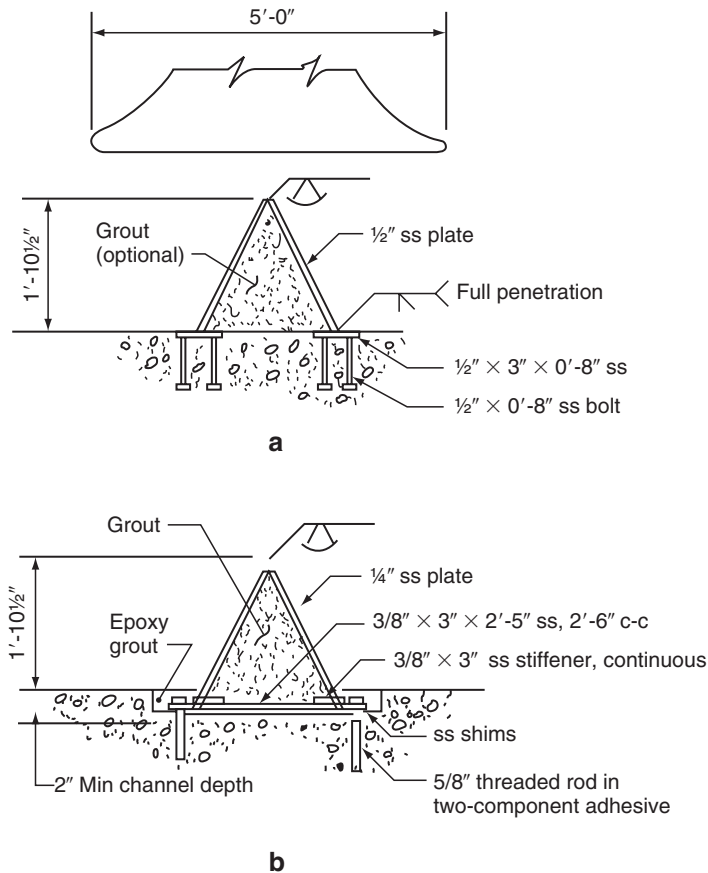 5′-0″
1′-10½″
Grout
(optional)
½″ ss plate
Full penetration
½″ × 3″ × 0′-8″ ss
½″ × 0′-8″ ss bolt
a
Grout
1′-10½″
¼″ ss plate
Epoxy
grout
3/8″ × 3″ × 2′-5″ ss, 2′-6″ c-c
3/8″ × 3″ ss stiffener, continuous
ss shims
2″ Min channel depth
5/8″ threaded rod in
two-component adhesive
b